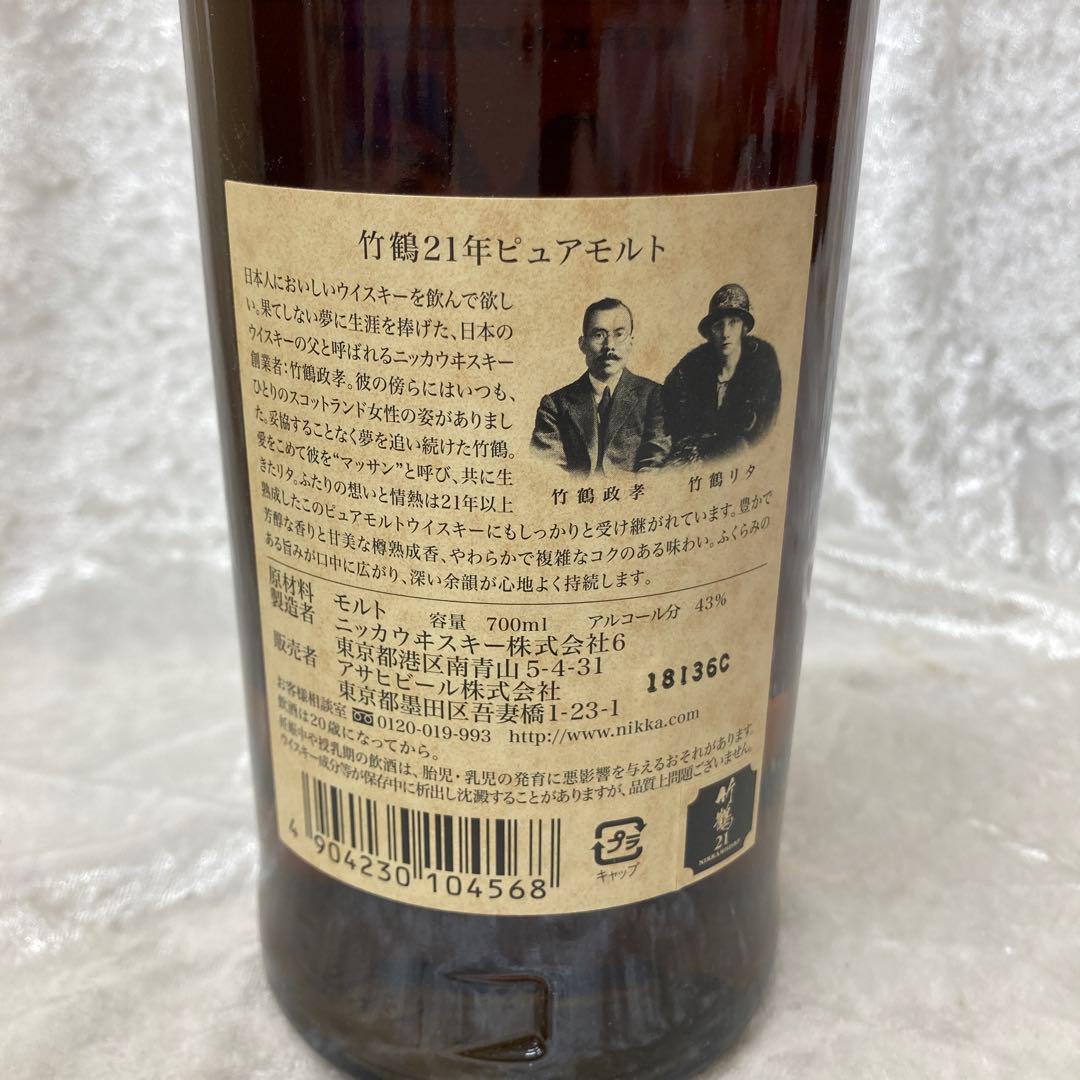 竹鶴21年ピュアモルト
日本人においしいウイスキーを飲んで欲し
い。果てしない夢に生涯を捧げた、日本の
ウイスキーの父と呼ばれるニッカウヰスキー
創業者：竹鶴政孝。彼の傍らにはいつも、
ひとりのスコットランド女性の姿がありまし
た。妥協することなく夢を追い続けた竹鶴。
愛をこめて彼を“マッサン”と呼び、共に生
きたリタ。ふたりの想いと情熱は21年以上
熟成したこのピュアモルトウイスキーにもしっかりと受け継がれています。豊かで
芳醇な香りと甘美な樽熟成香、やわらかで複雑なコクのある味わい。ふくらみの
ある旨みが口中に広がり、深い余韻が心地よく持続します。
竹鶴政孝
竹鶴リタ
原材料 モルト 容量 700ml アルコール分 43%
製造者 ニッカウヰスキー株式会社6
東京都港区南青山5-4-31
販売者 アサヒビール株式会社
東京都墨田区吾妻橋1-23-1
18136C
お客様相談室 0120-019-993 http://www.nikka.com
飲酒は20歳になってから。
妊娠中や授乳期の飲酒は、胎児・乳児の発育に悪影響を与えるおそれがあります。
ウイスキー成分等が保存中に析出し沈澱することがありますが、品質上問題ございません。
4 904230 104568
プラ
キャップ
竹鶴
21
NIKKA WHISKY